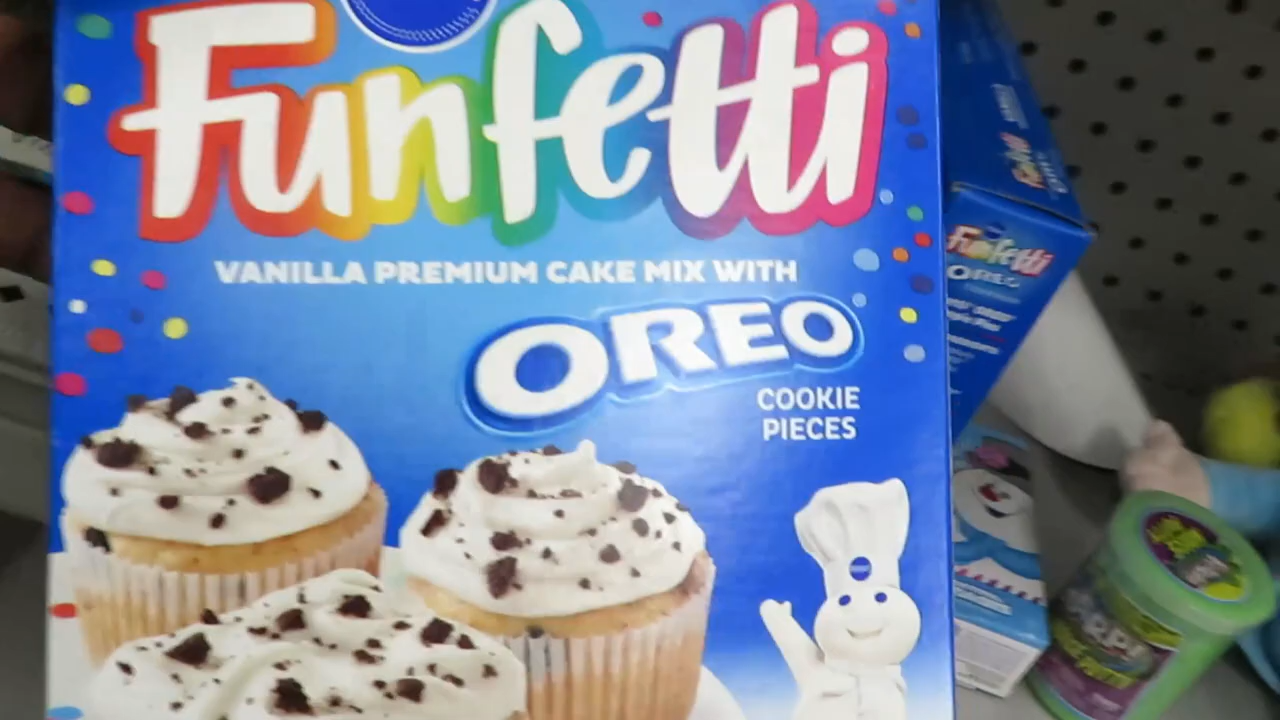 Funfetti
VANILLA PREMIUM CAKE MIX WITH
OREO
COOKIE
PIECES
Funfetti
OREO